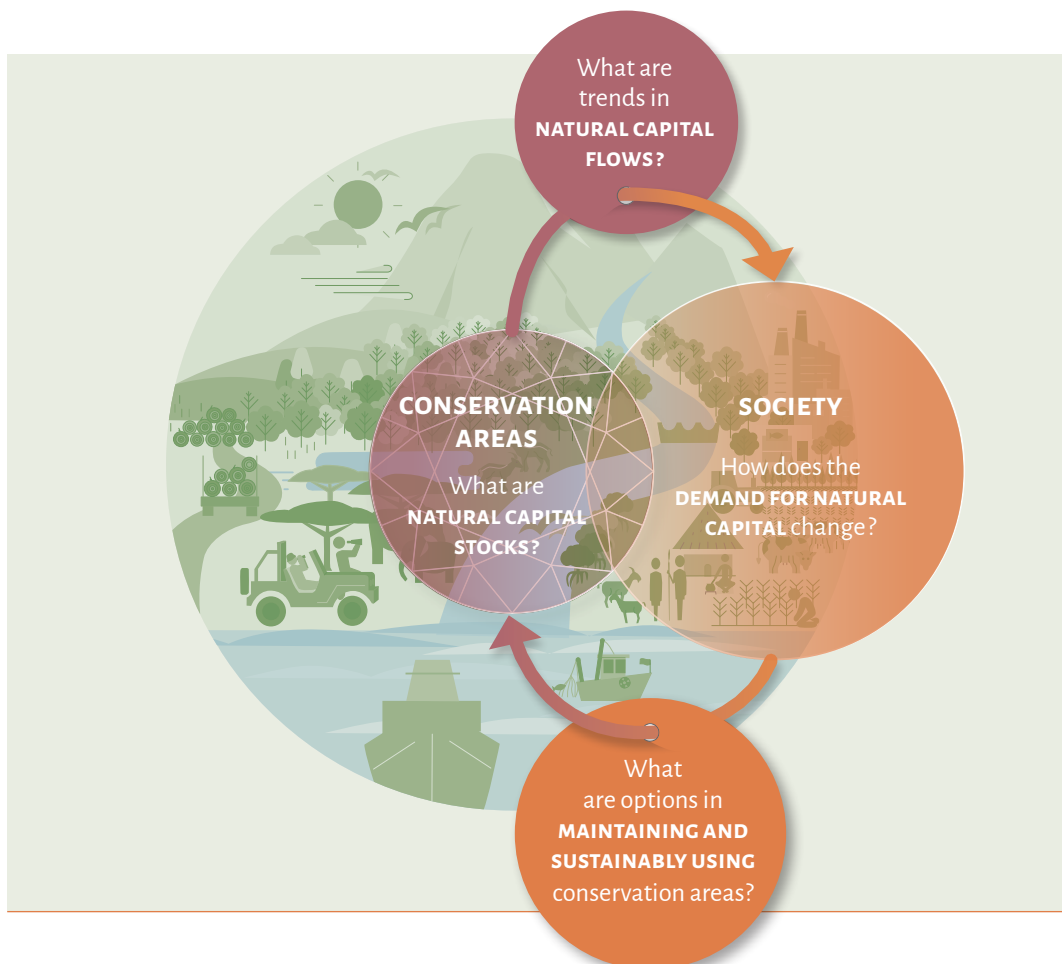 What are
trends in
NATURAL CAPITAL
FLOWS?
CONSERVATION
AREAS
What are
NATURAL CAPITAL
STOCKS?
SOCIETY
How does the
DEMAND FOR NATURAL
CAPITAL change?
What
are options in
MAINTAINING AND
SUSTAINABLY USING
conservation areas?